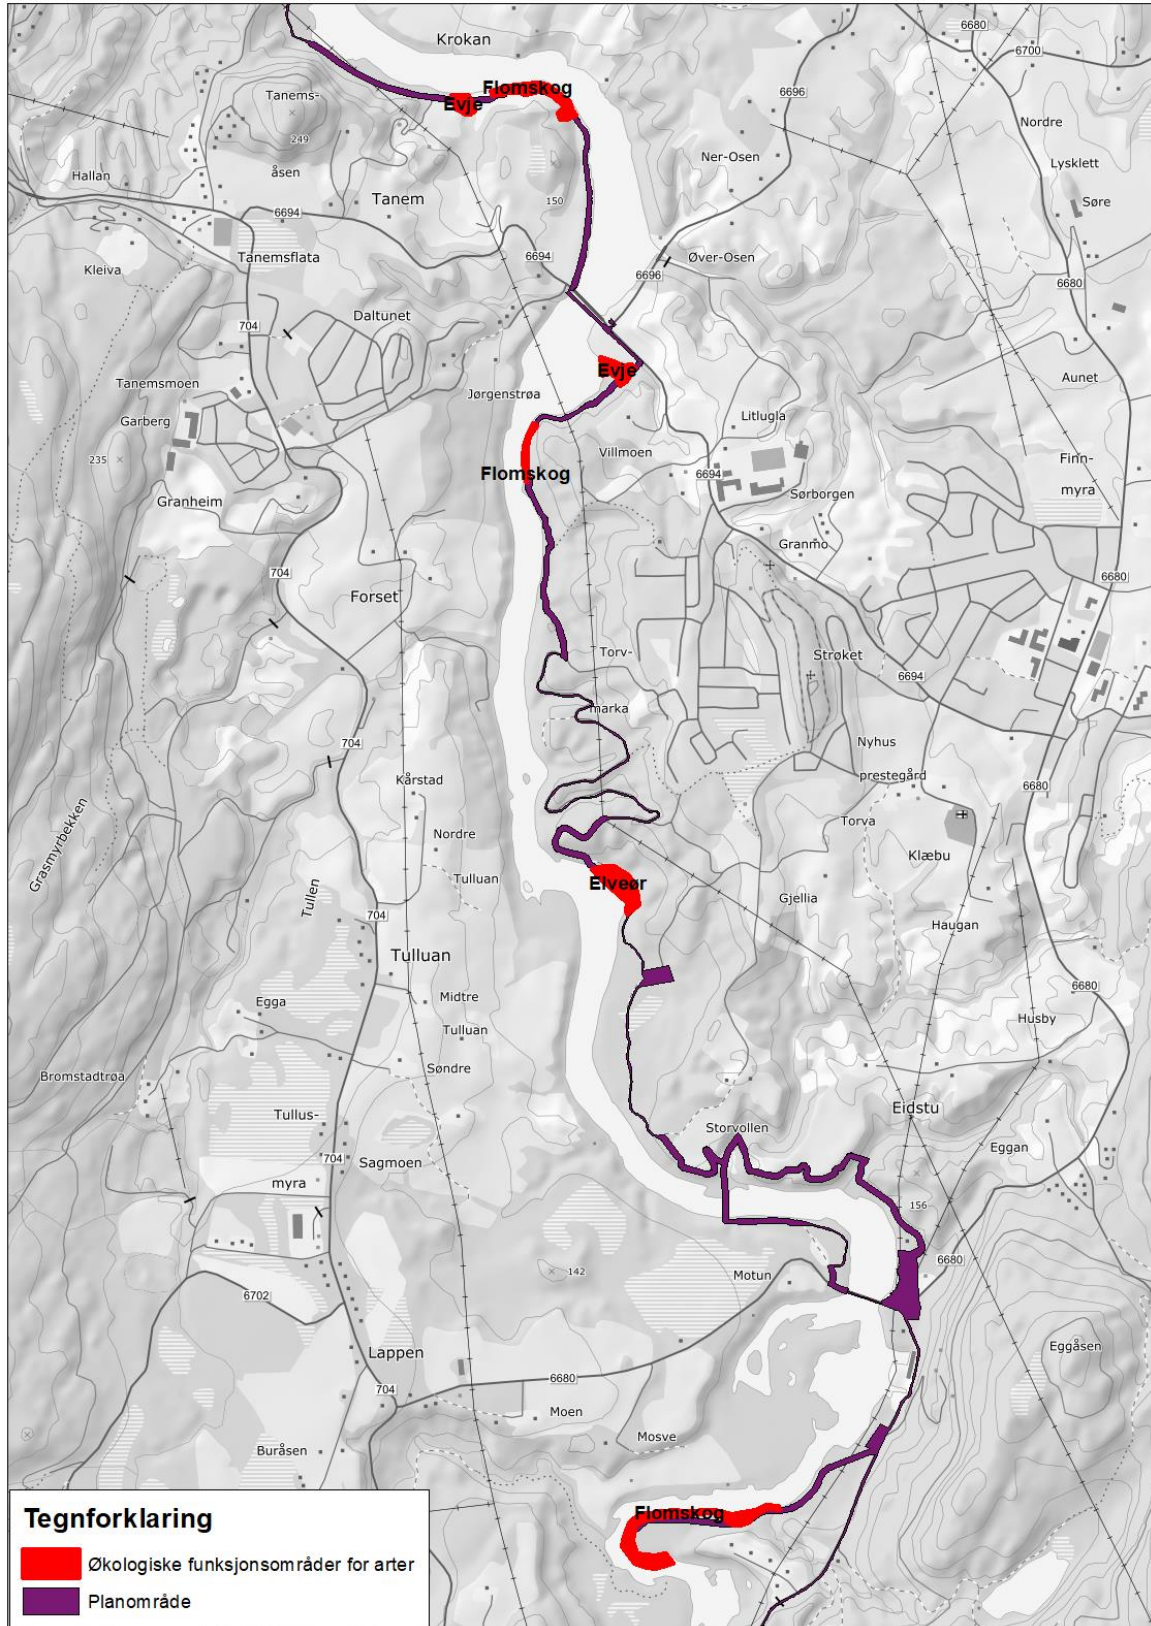 Krokan
6680
6700
Flomskog
Evje
6696
Tanems-
249
åsen
Hallan
Tanem
150
Ner-Osen
Nordre
Lysklett
Søre
6694
6694
Tanemsflata
Kleiva
6696
Øver-Osen
6680
704
Daltunet
Evje
Tanemsmoen
Jørgenstrøa
Aunet
Garberg
Litlugla
235
Villmoen
Flomskog
6694
Finn-
myra
Granheim
Sørborgen
Granmo
704
Forset
6680
Torv-
marka
Strøket
6694
704
Nyhus
prestegård
Kårstad
6680
Grasmyrbekken
Nordre
Tulluan
Torva
Klæbu
Elveør
Tullen
Gjellia
Haugan
704
Tulluan
Egga
Midtre
Tulluan
6680
Husby
Bromstadtrøa
Søndre
Eidstu
Tullus-
myra
Storvollen
Eggan
704
Sagmoen
156
6680
142
Motun
6702
Lappen
Eggåsen
6680
704
Moen
Mosve
Buråsen
Flomskog
Tegnforklaring
Økologiske funksjonsområder for arter
Planområde